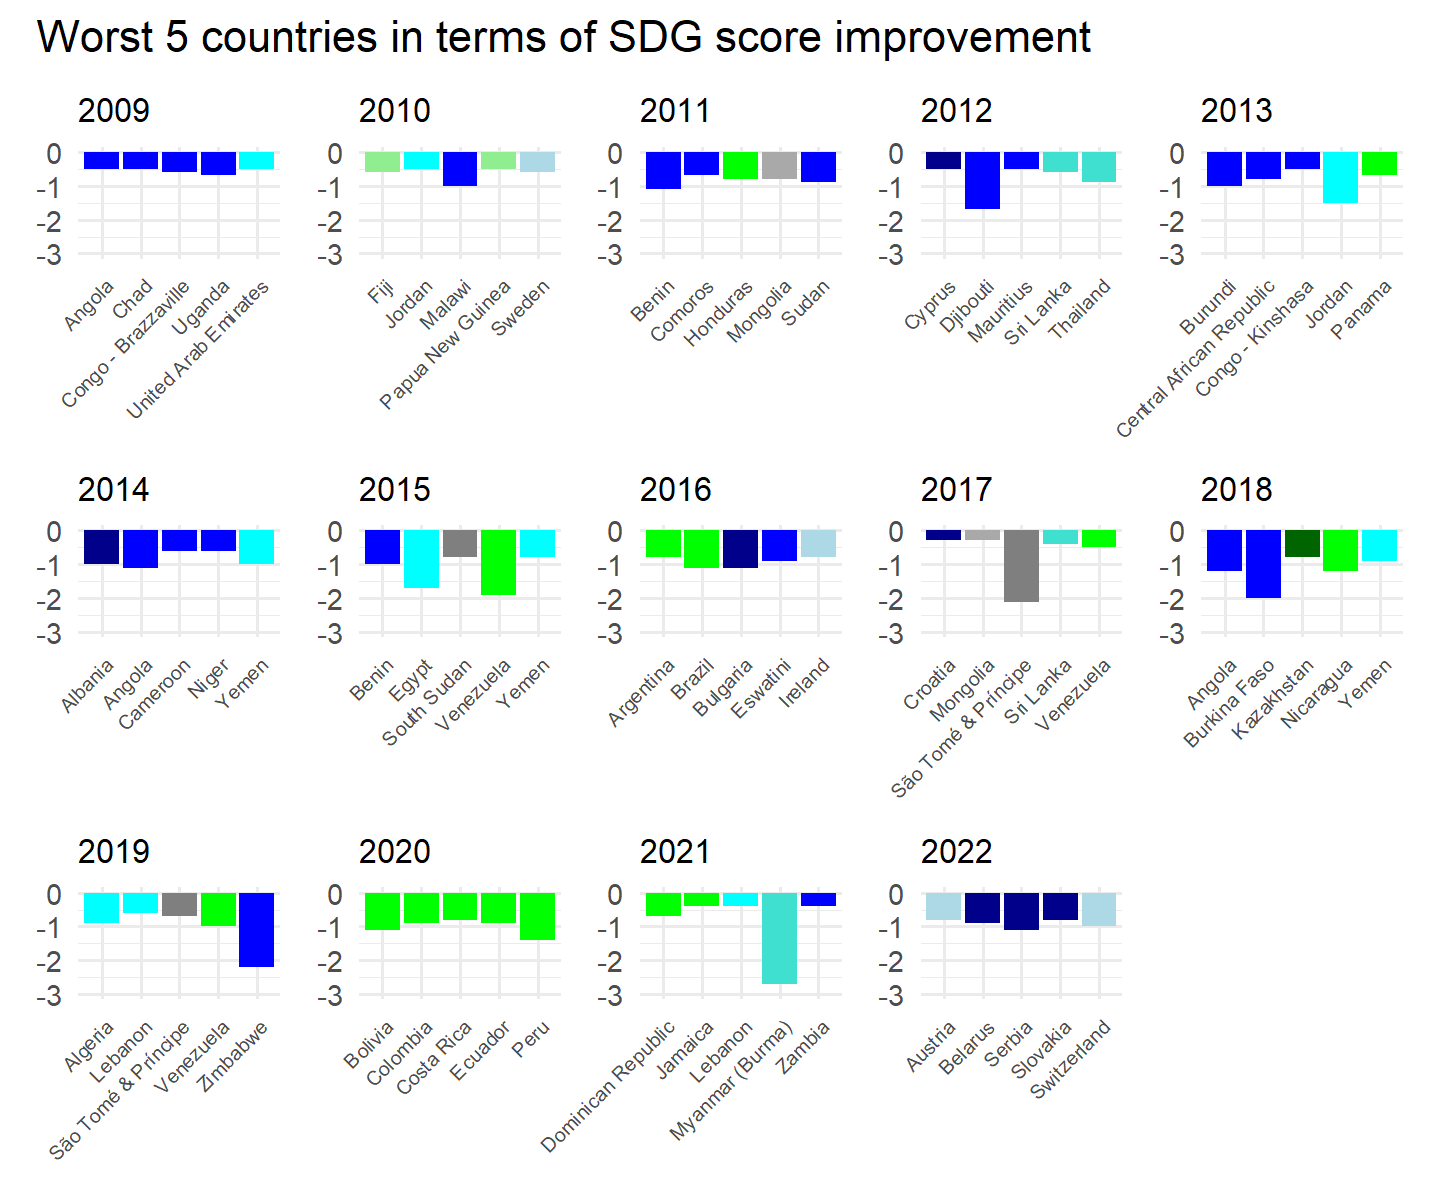 Worst 5 countries in terms of SDG score improvement
2009
0
-1
-2
-3
Angola
Chad
Congo - Brazzaville
Uganda
United Arab Emirates
2010
0
-1
-2
-3
Fiji
Jordan
Malawi
Papua New Guinea
Sweden
2011
0
-1
-2
-3
Benin
Comoros
Honduras
Mongolia
Sudan
2012
0
-1
-2
-3
Cyprus
Djibouti
Mauritius
Sri Lanka
Thailand
2013
0
-1
-2
-3
Burundi
Central African Republic
Congo - Kinshasa
Jordan
Panama
2014
0
-1
-2
-3
Albania
Angola
Cameroon
Niger
Yemen
2015
0
-1
-2
-3
Benin
Egypt
South Sudan
Venezuela
Yemen
2016
0
-1
-2
-3
Argentina
Brazil
Bulgaria
Eswatini
Ireland
2017
0
-1
-2
-3
Croatia
Mongolia
São Tomé & Príncipe
Sri Lanka
Venezuela
2018
0
-1
-2
-3
Angola
Burkina Faso
Kazakhstan
Nicaragua
Yemen
2019
0
-1
-2
-3
Algeria
Lebanon
São Tomé & Príncipe
Venezuela
Zimbabwe
2020
0
-1
-2
-3
Bolivia
Colombia
Costa Rica
Ecuador
Peru
2021
0
-1
-2
-3
Dominican Republic
Jamaica
Lebanon
Myanmar (Burma)
Zambia
2022
0
-1
-2
-3
Austria
Belarus
Serbia
Slovakia
Switzerland